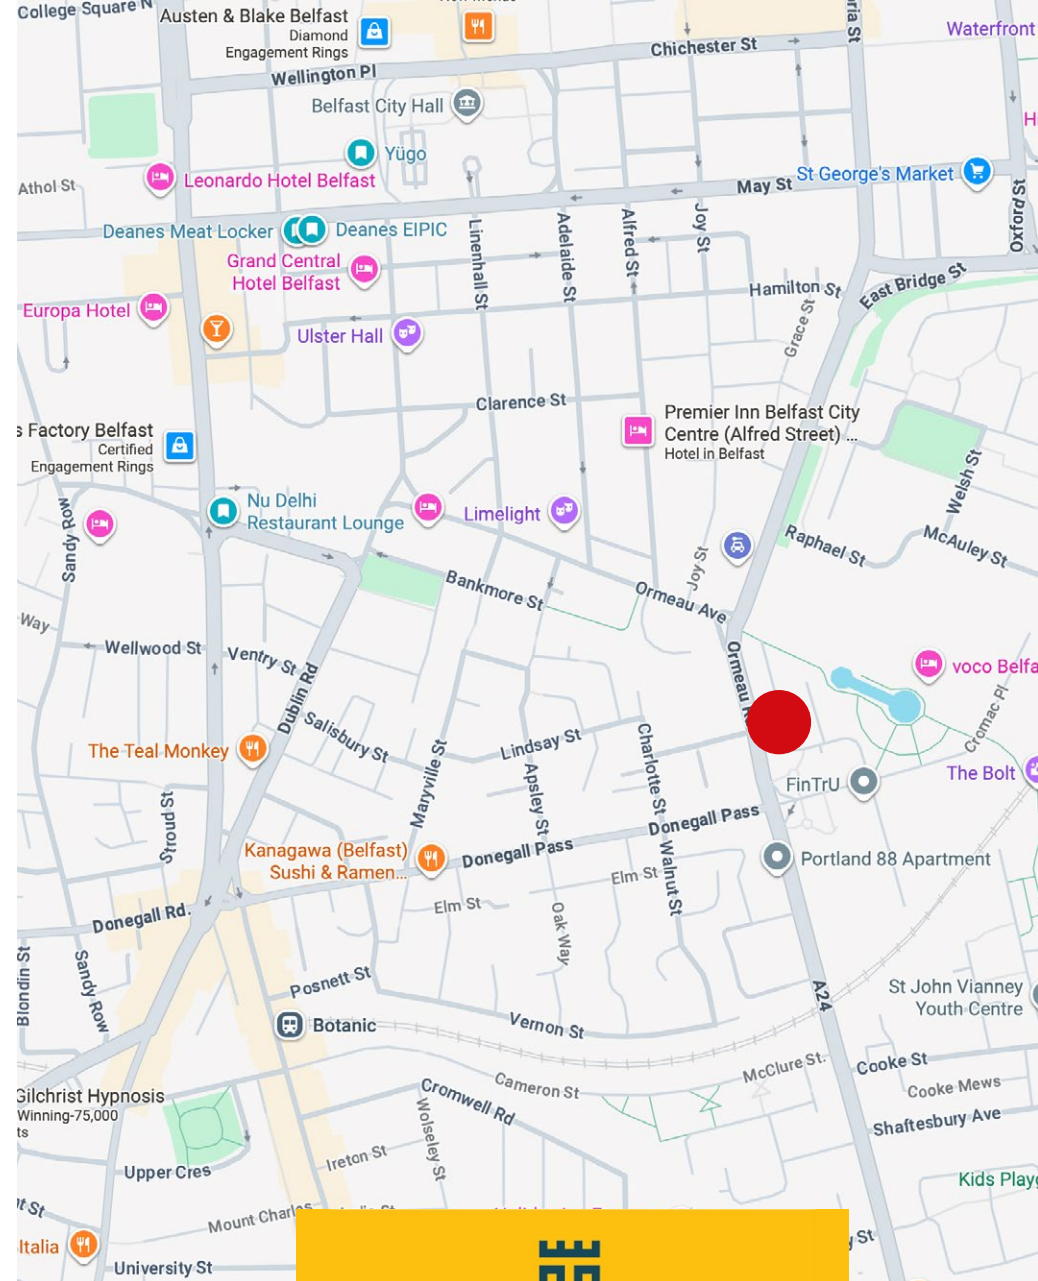 College Square N
Austen & Blake Belfast
Diamond
Engagement Rings
Wellington Pl
Chichester St
Waterfront
Belfast City Hall
Yügo
Athol St
Leonardo Hotel Belfast
May St
St George's Market
Oxford St
Deanes Meat Locker
Deanes EIPIC
Linenhall St
Adelaide St
Alfred St
Joy St
Grand Central
Hotel Belfast
Hamilton St
East Bridge St
Europa Hotel
Ulster Hall
Grace St
Clarence St
Premier Inn Belfast City
Centre (Alfred Street) ...
Hotel in Belfast
s Factory Belfast
Certified
Engagement Rings
Welsh St
Sandy Row
Nu Delhi
Restaurant Lounge
Limelight
Raphael St
McAuley St
Joy St
Bankmore St
Ormeau Ave
Way
Wellwood St
Ventry St
Dublin Rd
Ormeau
voco Belfa
Cromac Pl
Salisbury St
The Teal Monkey
Maryville St
Lindsay St
Charlotte St
The Bolt
FinTrU
Apsley St
Stroud St
Donegall Pass
Donegall Pass
Kanagawa (Belfast)
Sushi & Ramen...
Portland 88 Apartment
Elm St
Walnut St
Elm St
Oak Way
Donegall Rd.
Blondin St
Sandy Row
Posnett St
A24
St John Vianney
Youth Centre
Botanic
Vernon St
McClure St.
Cooke St
Cooke Mews
Cameron St
Cromwell Rd
Gilchrist Hypnosis
Winning-75,000
ts
Wolseley St
Shaftesbury Ave
Upper Cres
Ireton St
Kids Play
Mount Charles
Italia
University St